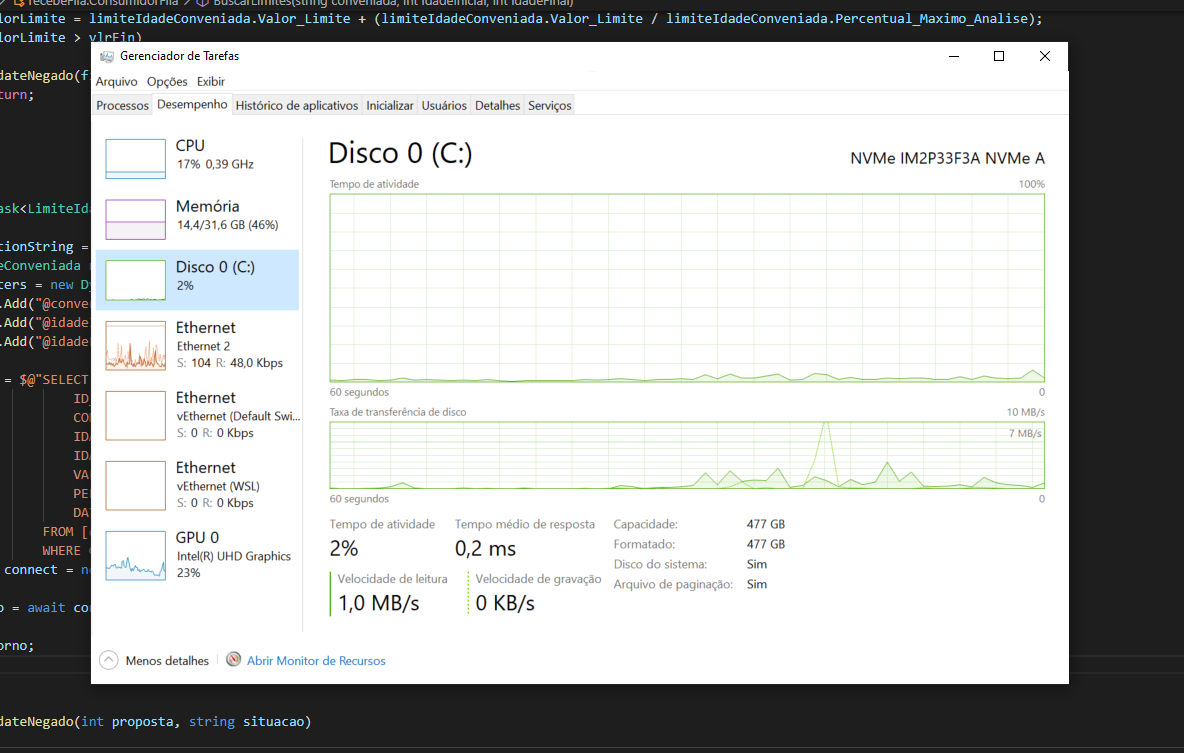 recebeFila.ConsumidorFila > BuscarLimites(string conveniada, int idadeInicial, int idadeFinal)
lorLimite = limiteIdadeConveniada.Valor_Limite + (limiteIdadeConveniada.Valor_Limite / limiteIdadeConveniada.Percentual_Maximo_Analise);
lorLimite > vlrFin)
Gerenciador de Tarefas
dateNegado(f
Arquivo Opções Exibir
turn;
Processos Desempenho Histórico de aplicativos Inicializar Usuários Detalhes Serviços
CPU
17% 0,39 GHz
Memória
14,4/31,6 GB (46%)
Disco 0 (C:)
2%
Ethernet
Ethernet 2
S: 104 R: 48,0 Kbps
Ethernet
vEthernet (Default Swi...
S: 0 R: 0 Kbps
Ethernet
vEthernet (WSL)
S: 0 R: 0 Kbps
GPU 0
Intel(R) UHD Graphics
23%
Disco 0 (C:)
NVMe IM2P33F3A NVMe A
Tempo de atividade 100%
60 segundos 0
Taxa de transferência de disco 10 MB/s
7 MB/s
60 segundos 0
Tempo de atividade
2%
Tempo médio de resposta
0,2 ms
Velocidade de leitura
1,0 MB/s
Velocidade de gravação
0 KB/s
Capacidade: 477 GB
Formatado: 477 GB
Disco do sistema: Sim
Arquivo de paginação: Sim
Menos detalhes
Abrir Monitor de Recursos
ask<LimiteIda
tionString =
eConveniada r
ters = new Dy
.Add("@conve
.Add("@idade
.Add("@idade
= $@"SELECT
ID_
CO
IDA
IDA
VA
PE
DA
FROM [
WHERE
connect = n
o = await con
orno;
dateNegado(int proposta, string situacao)